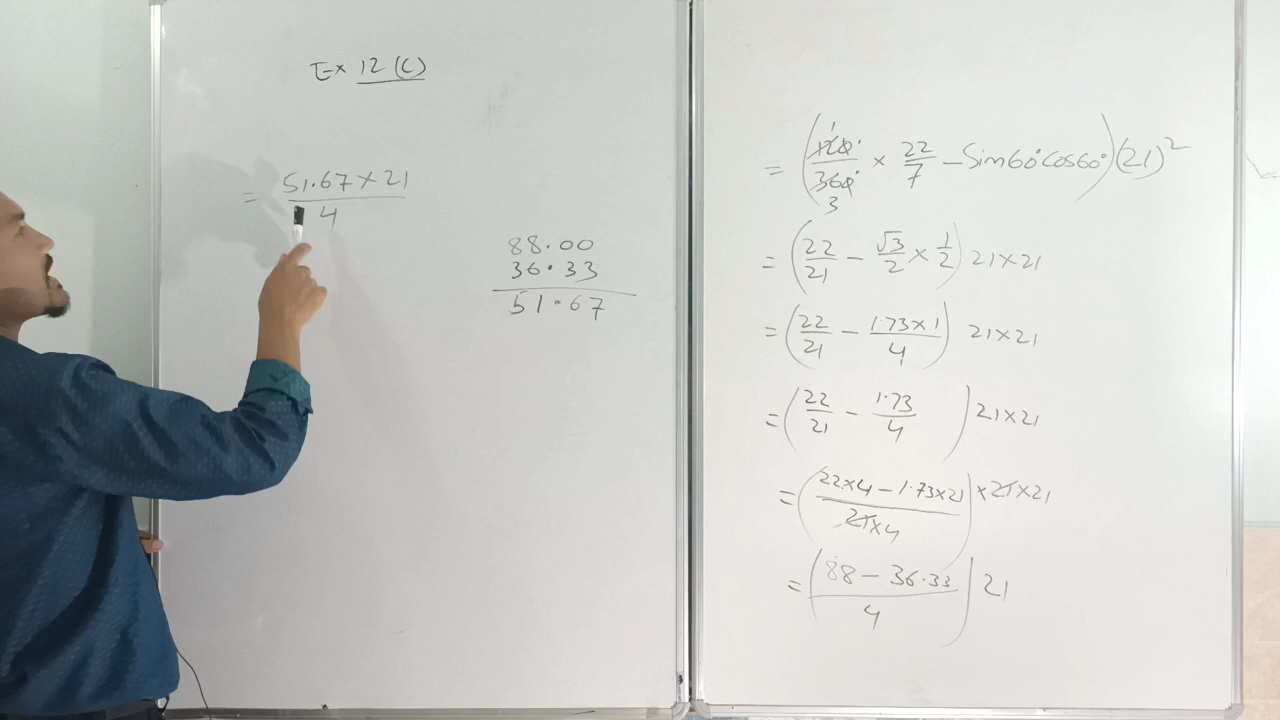 Ex 12 (C)
= 51.67 × 21 / 4
88.00
36.33
51.67
= (1 120° / 360° 3 × 22/7 – Sin60° Cos60°) (21)²
= (22/21 – √3/2 × 1/2) 21×21
= (22/21 – 1.73×1/4) 21×21
= (22/21 – 1.73/4) 21×21
= (22×4 – 1.73×21 / 21×4) × 21×21
= (88 – 36.33 / 4) 21